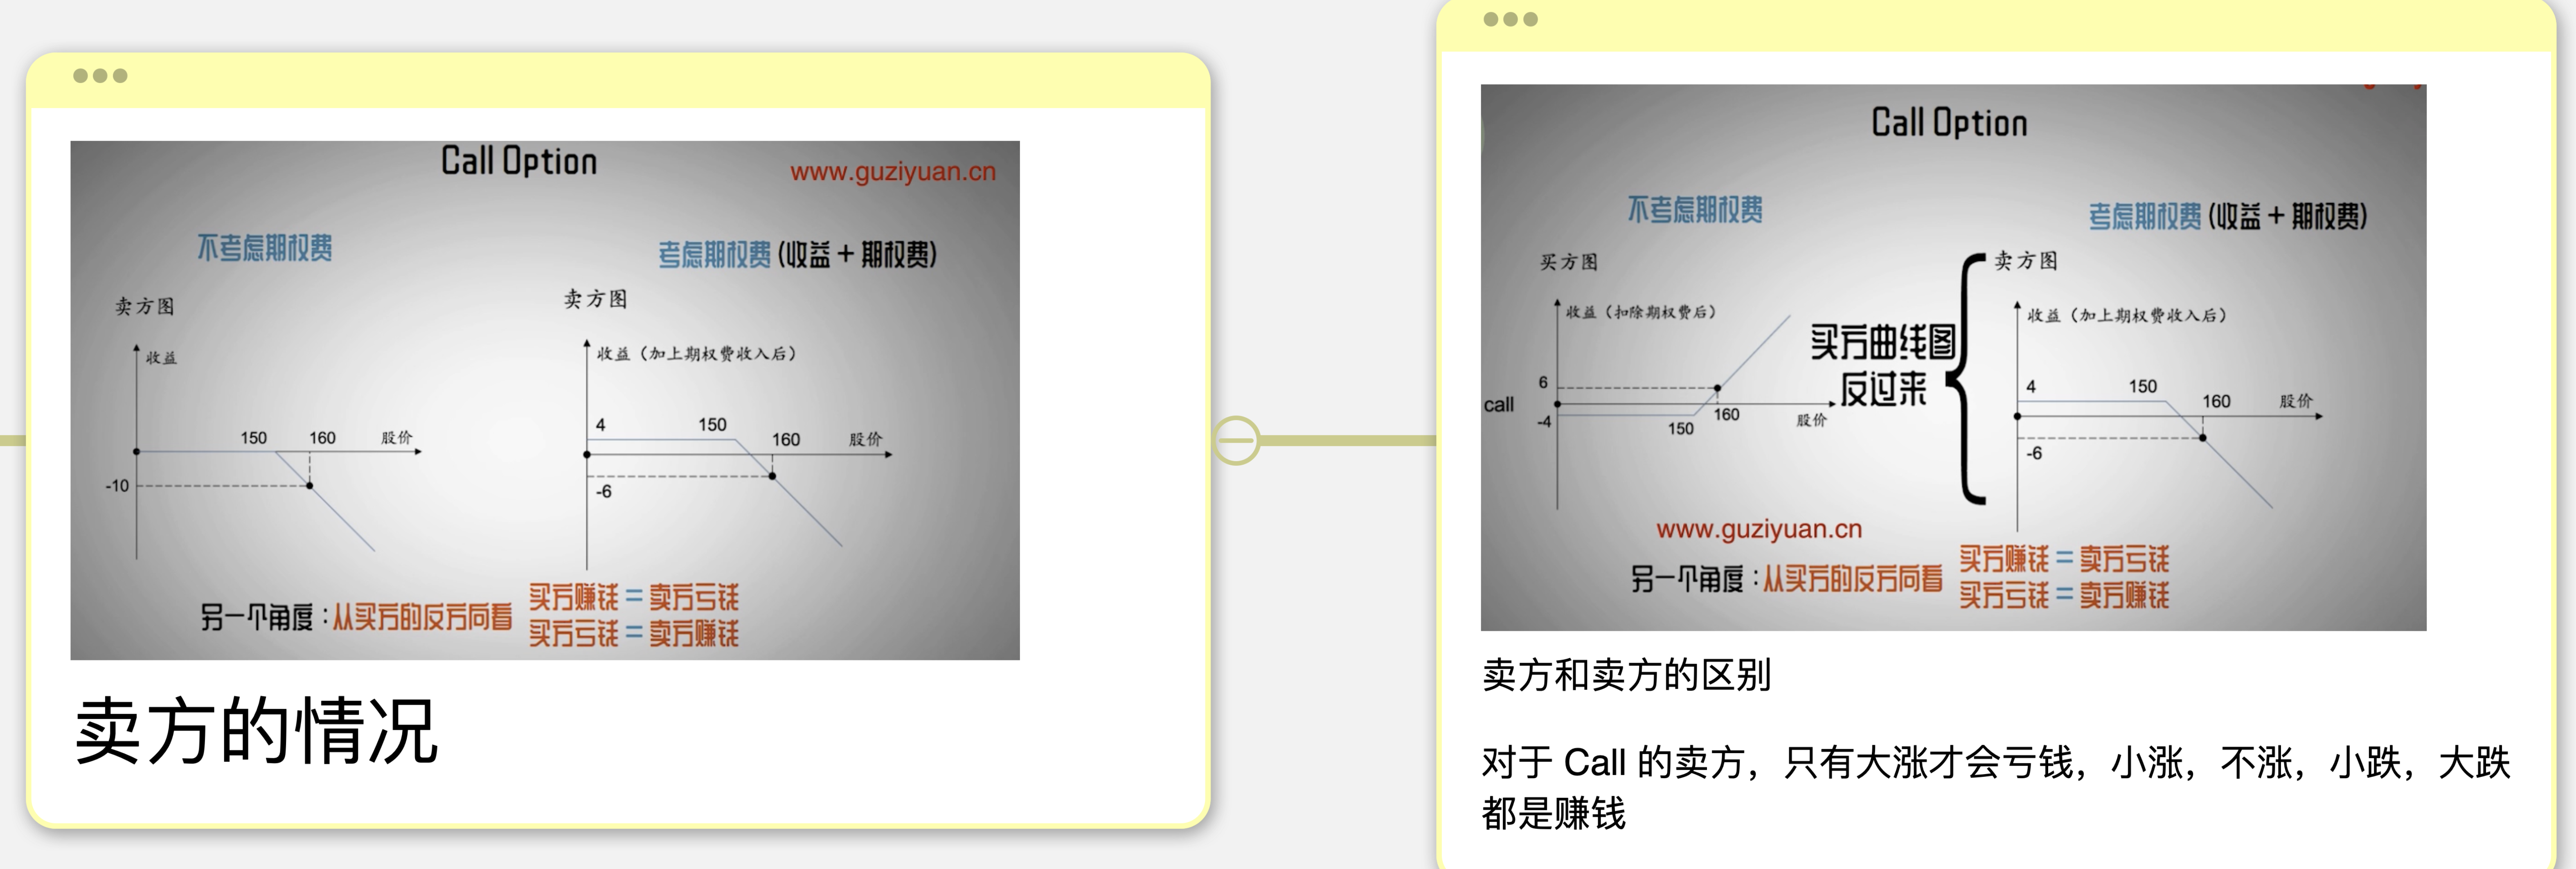 Call Option
www.guziyuan.cn
不考虑期权费
考虑期权费 (收益 + 期权费)
卖方图
卖方图
收益
收益（加上期权费收入后）
150
160
股价
-10
4
150
160
股价
-6
另一个角度：从买方的反方向看
买方赚钱 = 卖方亏钱
买方亏钱 = 卖方赚钱
卖方的情况
Call Option
不考虑期权费
考虑期权费 (收益 + 期权费)
买方图
卖方图
收益（扣除期权费后）
收益（加上期权费收入后）
买方曲线图
反过来
6
call
-4
150
160
股价
4
150
160
股价
-6
www.guziyuan.cn
另一个角度：从买方的反方向看
买方赚钱 = 卖方亏钱
买方亏钱 = 卖方赚钱
卖方和卖方的区别
对于 Call 的卖方，只有大涨才会亏钱，小涨，不涨，小跌，大跌
都是赚钱